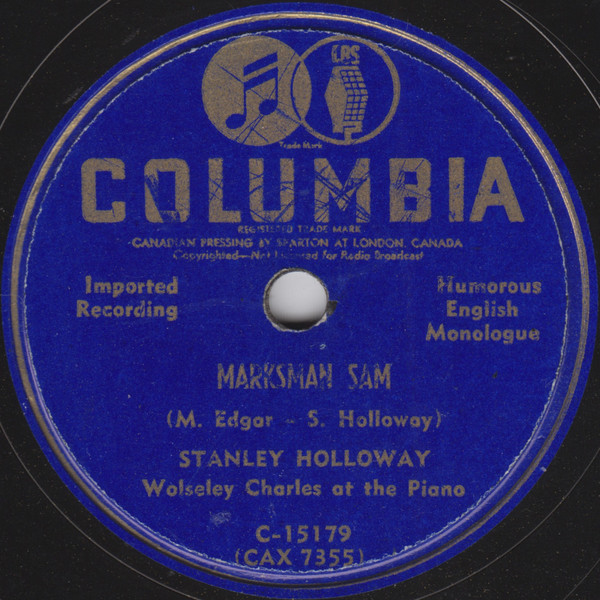 CBS
Trade Mark
COLUMBIA
REGISTERED TRADE MARK
CANADIAN PRESSING BY SPARTON AT LONDON, CANADA
Copyrighted—Not Licensed for Radio Broadcast
Imported
Recording
Humorous
English
Monologue
MARKSMAN SAM
(M. Edgar - S. Holloway)
STANLEY HOLLOWAY
Wolseley Charles at the Piano
C-15179
(CAX 7355)